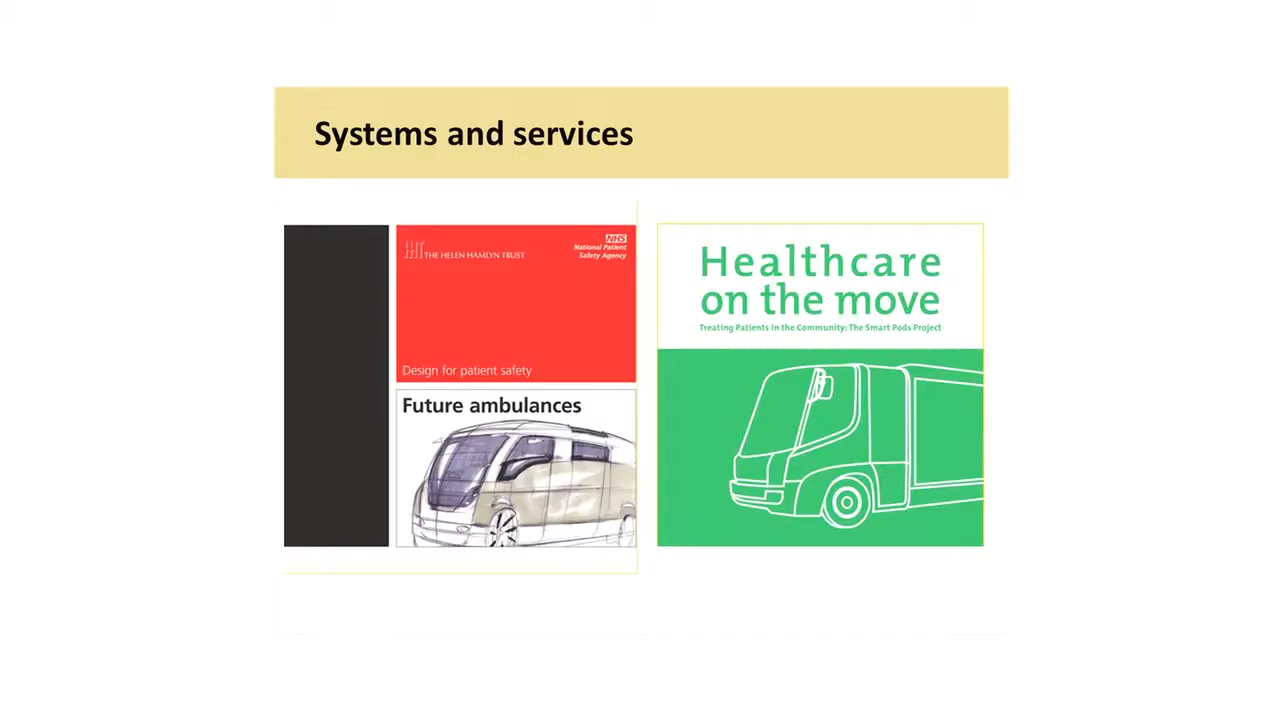 Systems and services
THE HELEN HAMLYN TRUST
NHS
National Patient
Safety Agency
Design for patient safety
Future ambulances
Healthcare
on the move
Treating Patients in the Community: The Smart Pods Project